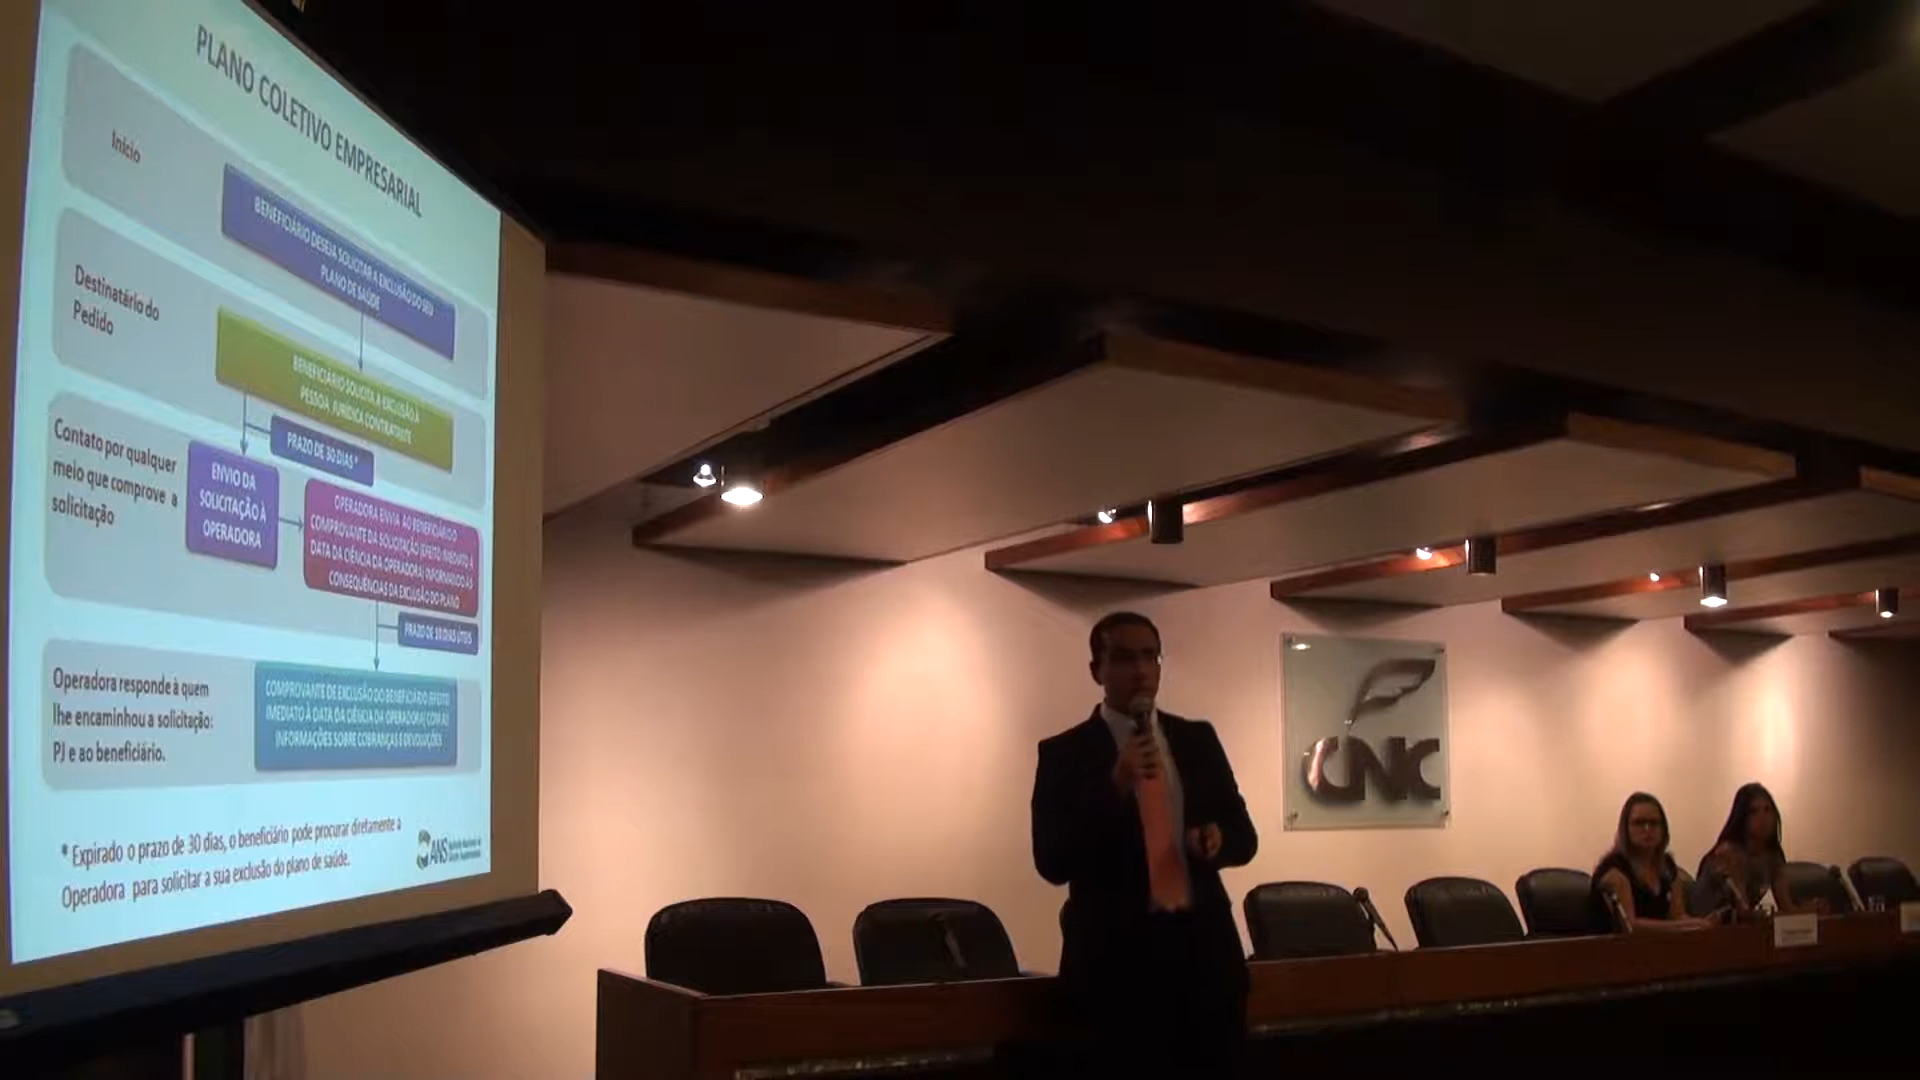 PLANO COLETIVO EMPRESARIAL
Início
BENEFICIÁRIO DESEJA SOLICITAR A EXCLUSÃO DO SEU
PLANO DE SAÚDE
Destinatário do
Pedido
BENEFICIÁRIO SOLICITA A EXCLUSÃO À
PESSOA JURÍDICA CONTRATANTE
PRAZO DE 30 DIAS *
Contato por qualquer
meio que comprove a
solicitação
ENVIO DA
SOLICITAÇÃO À
OPERADORA
OPERADORA ENVIA AO BENEFICIÁRIO O
COMPROVANTE DA SOLICITAÇÃO (EFEITO IMEDIATO À
DATA DA CIÊNCIA DA OPERADORA) INFORMANDO AS
CONSEQUÊNCIAS DA EXCLUSÃO DO PLANO
PRAZO DE 10 DIAS ÚTEIS
Operadora responde à quem
lhe encaminhou a solicitação:
PJ e ao beneficiário.
COMPROVANTE DE EXCLUSÃO DO BENEFICIÁRIO (EFEITO
IMEDIATO À DATA DA CIÊNCIA DA OPERADORA) COM AS
INFORMAÇÕES SOBRE COBRANÇAS E DEVOLUÇÕES
* Expirado o prazo de 30 dias, o beneficiário pode procurar diretamente a
Operadora para solicitar a sua exclusão do plano de saúde.
ANS
CNC